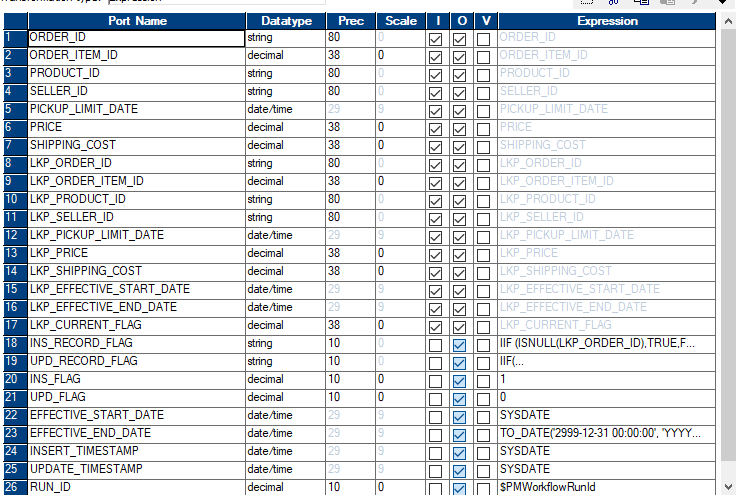 Port Name Datatype Prec Scale I O V Expression
1 ORDER_ID string 80 0 ORDER_ID
2 ORDER_ITEM_ID decimal 38 0 ORDER_ITEM_ID
3 PRODUCT_ID string 80 0 PRODUCT_ID
4 SELLER_ID string 80 0 SELLER_ID
5 PICKUP_LIMIT_DATE date/time 29 9 PICKUP_LIMIT_DATE
6 PRICE decimal 38 0 PRICE
7 SHIPPING_COST decimal 38 0 SHIPPING_COST
8 LKP_ORDER_ID string 80 0 LKP_ORDER_ID
9 LKP_ORDER_ITEM_ID decimal 38 0 LKP_ORDER_ITEM_ID
10 LKP_PRODUCT_ID string 80 0 LKP_PRODUCT_ID
11 LKP_SELLER_ID string 80 0 LKP_SELLER_ID
12 LKP_PICKUP_LIMIT_DATE date/time 29 9 LKP_PICKUP_LIMIT_DATE
13 LKP_PRICE decimal 38 0 LKP_PRICE
14 LKP_SHIPPING_COST decimal 38 0 LKP_SHIPPING_COST
15 LKP_EFFECTIVE_START_DATE date/time 29 9 LKP_EFFECTIVE_START_DATE
16 LKP_EFFECTIVE_END_DATE date/time 29 9 LKP_EFFECTIVE_END_DATE
17 LKP_CURRENT_FLAG decimal 38 0 LKP_CURRENT_FLAG
18 INS_RECORD_FLAG string 10 0 IIF (ISNULL(LKP_ORDER_ID),TRUE,F...
19 UPD_RECORD_FLAG string 10 0 IIF(...
20 INS_FLAG decimal 10 0 1
21 UPD_FLAG decimal 10 0 0
22 EFFECTIVE_START_DATE date/time 29 9 SYSDATE
23 EFFECTIVE_END_DATE date/time 29 9 TO_DATE('2999-12-31 00:00:00', 'YYYY...
24 INSERT_TIMESTAMP date/time 29 9 SYSDATE
25 UPDATE_TIMESTAMP date/time 29 9 SYSDATE
26 RUN_ID decimal 10 0 $PMWorkflowRunId